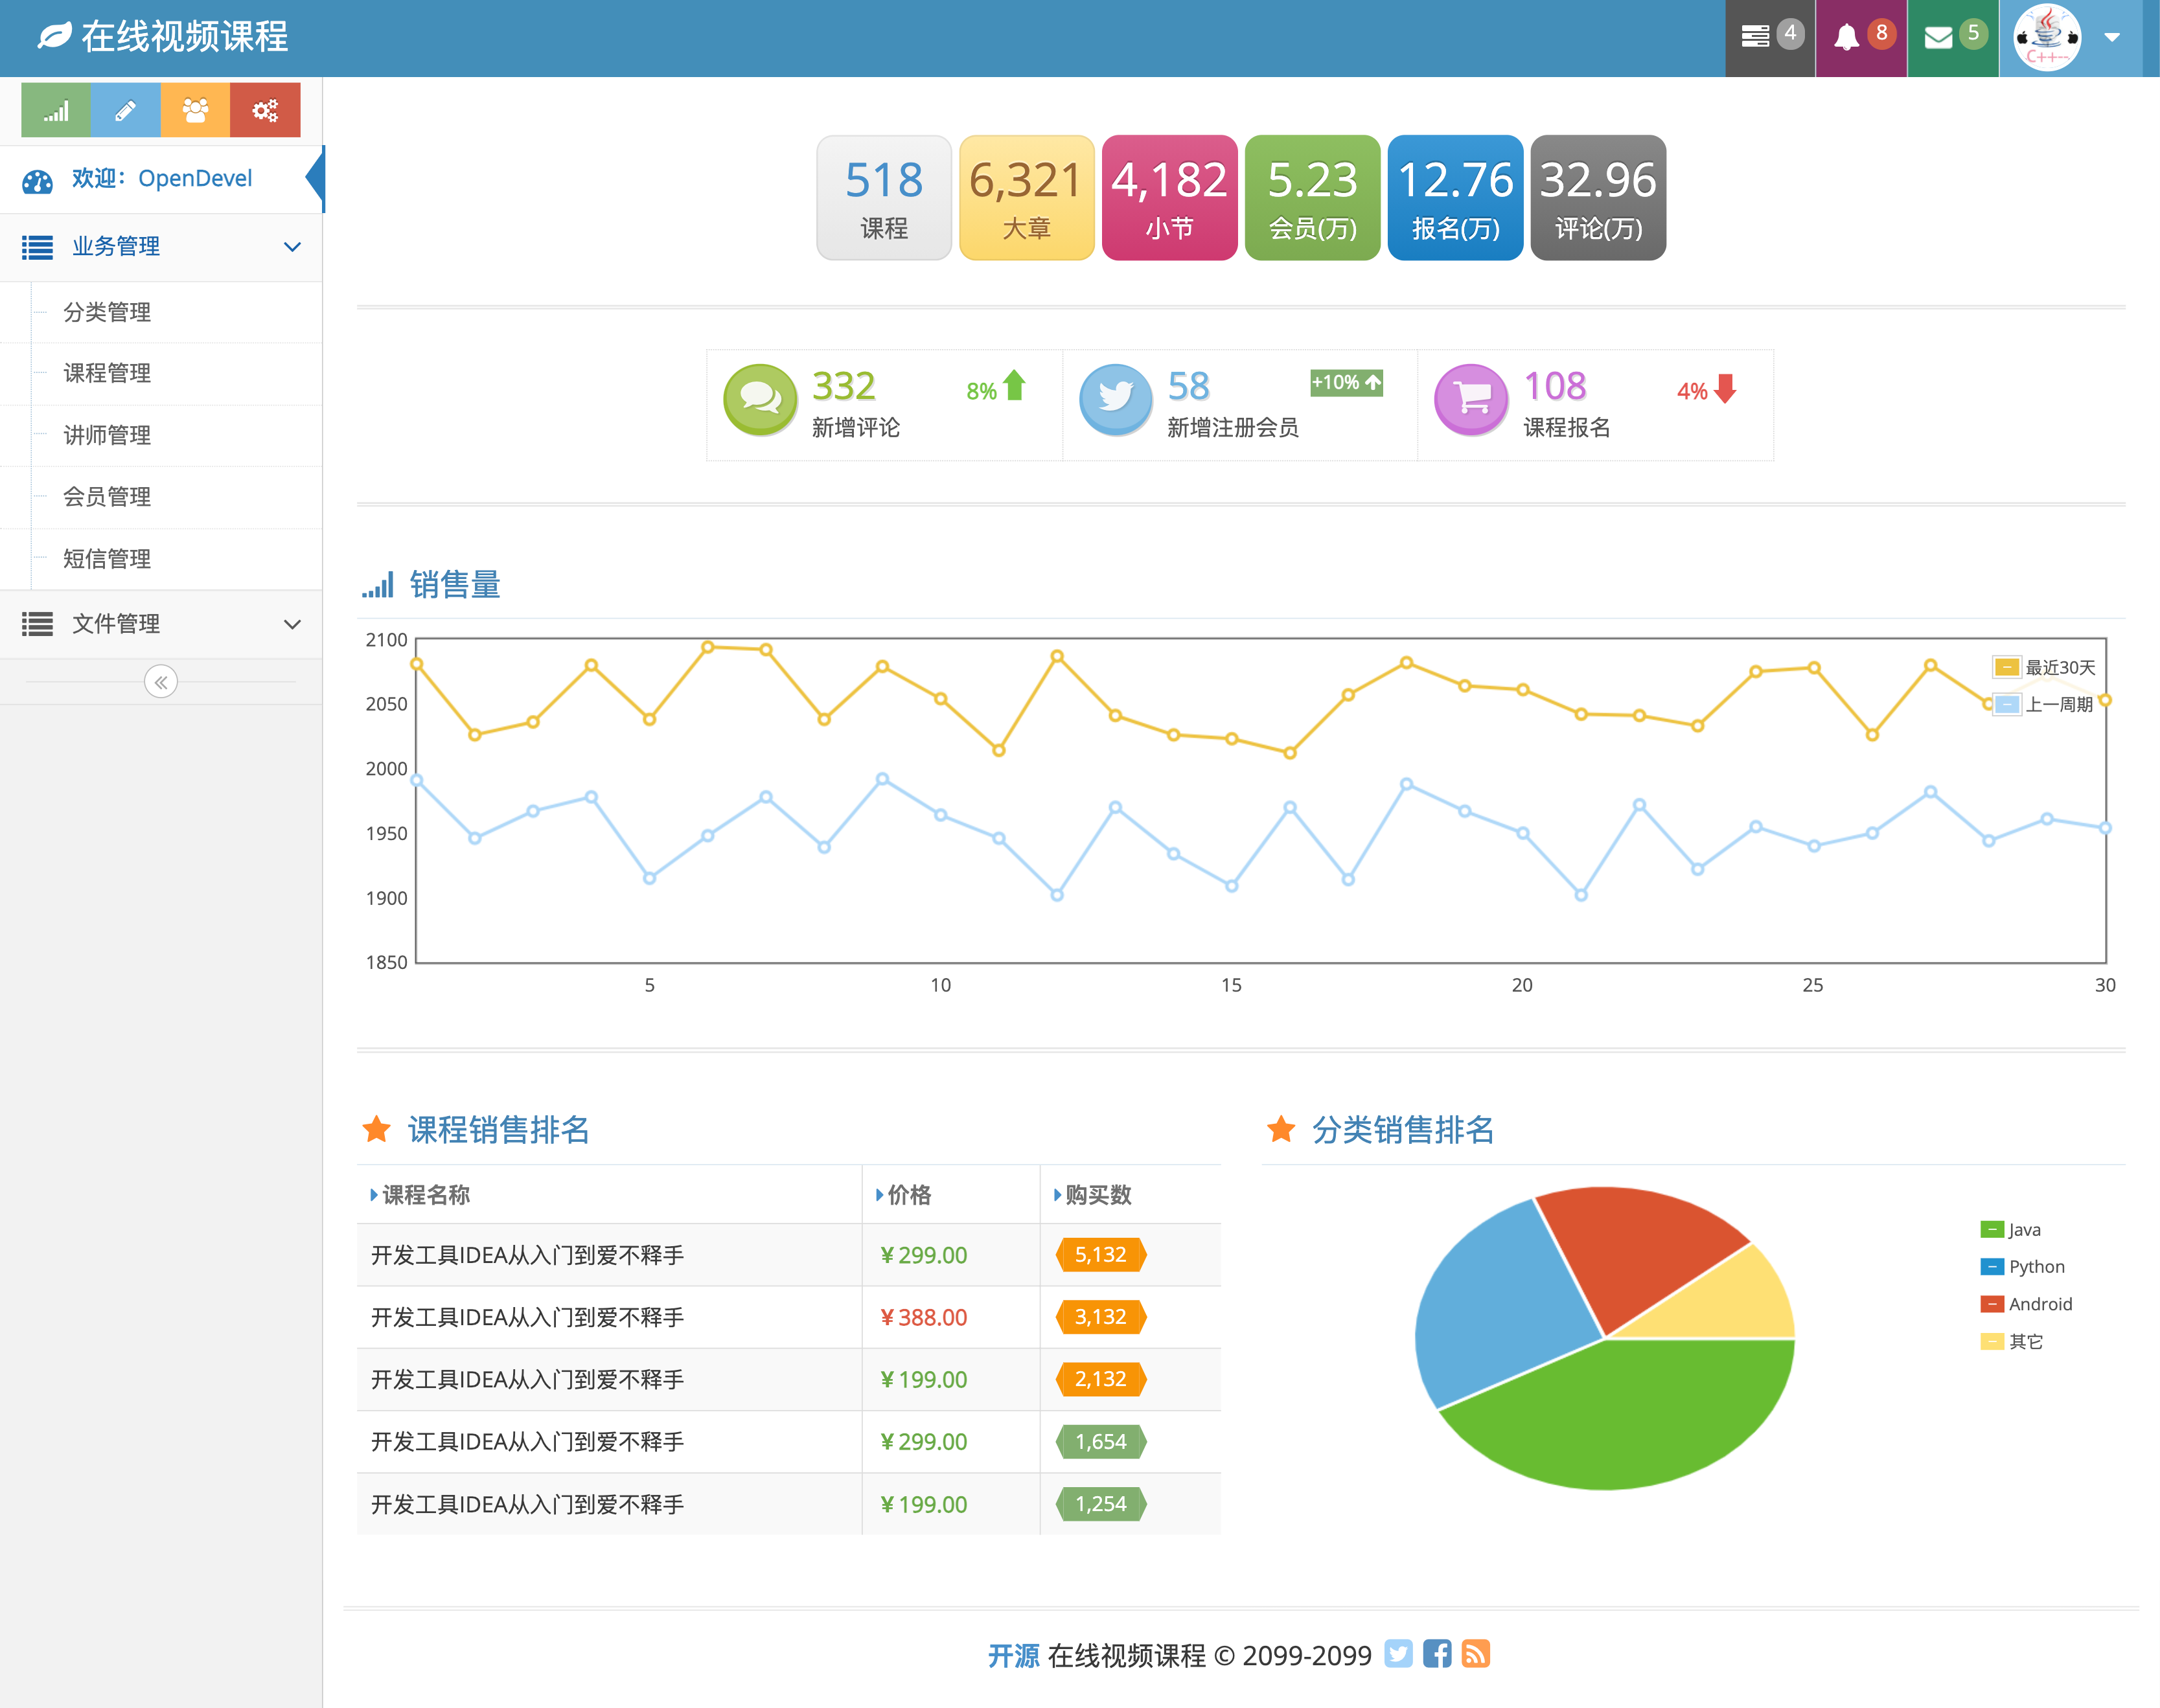 在线视频课程
4
8
5
C++--
欢迎：OpenDevel
业务管理
分类管理
课程管理
讲师管理
会员管理
短信管理
文件管理
518
课程
6,321
大章
4,182
小节
5.23
会员(万)
12.76
报名(万)
32.96
评论(万)
332
8%
新增评论
58
+10%
新增注册会员
108
4%
课程报名
销售量
2100
2050
2000
1950
1900
1850
最近30天
上一周期
5 10 15 20 25 30
课程销售排名
课程名称 价格 购买数
开发工具IDEA从入门到爱不释手 ¥299.00 5,132
开发工具IDEA从入门到爱不释手 ¥388.00 3,132
开发工具IDEA从入门到爱不释手 ¥199.00 2,132
开发工具IDEA从入门到爱不释手 ¥299.00 1,654
开发工具IDEA从入门到爱不释手 ¥199.00 1,254
分类销售排名
Java
Python
Android
其它
开源 在线视频课程 © 2099-2099